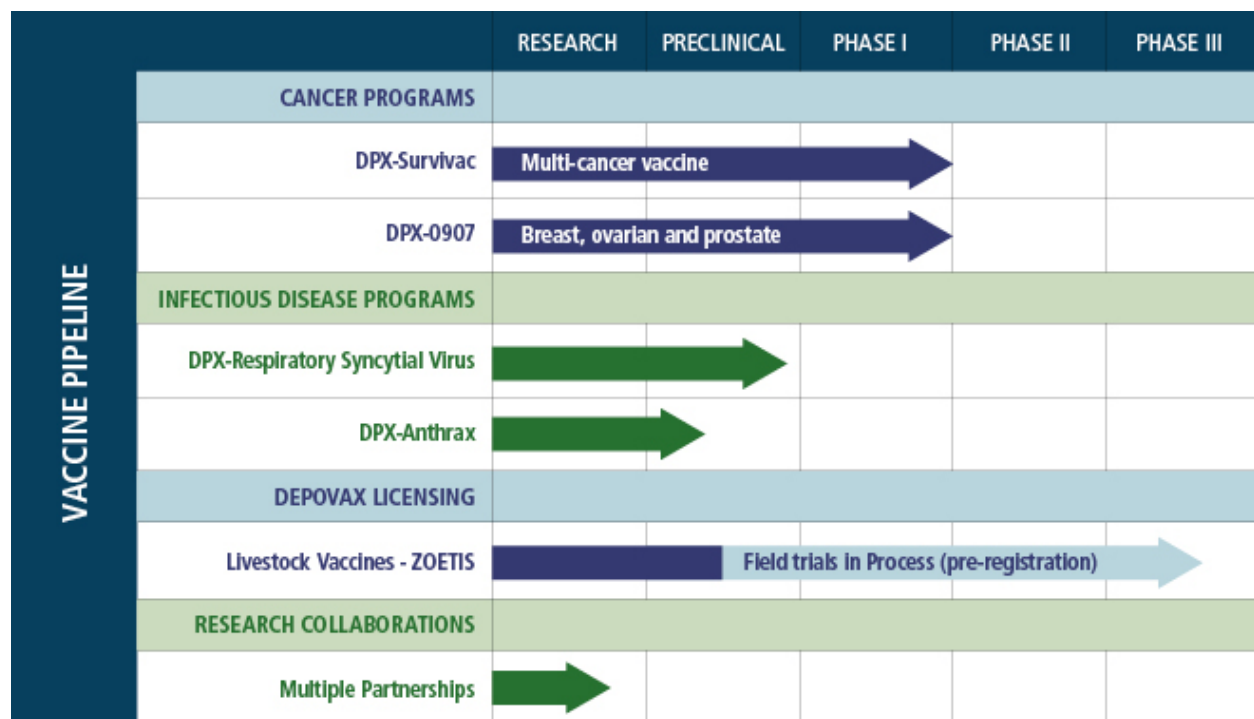 VACCINE PIPELINE
RESEARCH PRECLINICAL PHASE I PHASE II PHASE III
CANCER PROGRAMS
DPX-Survivac Multi-cancer vaccine
DPX-0907 Breast, ovarian and prostate
INFECTIOUS DISEASE PROGRAMS
DPX-Respiratory Syncytial Virus
DPX-Anthrax
DEPOVAX LICENSING
Livestock Vaccines - ZOETIS Field trials in Process (pre-registration)
RESEARCH COLLABORATIONS
Multiple Partnerships